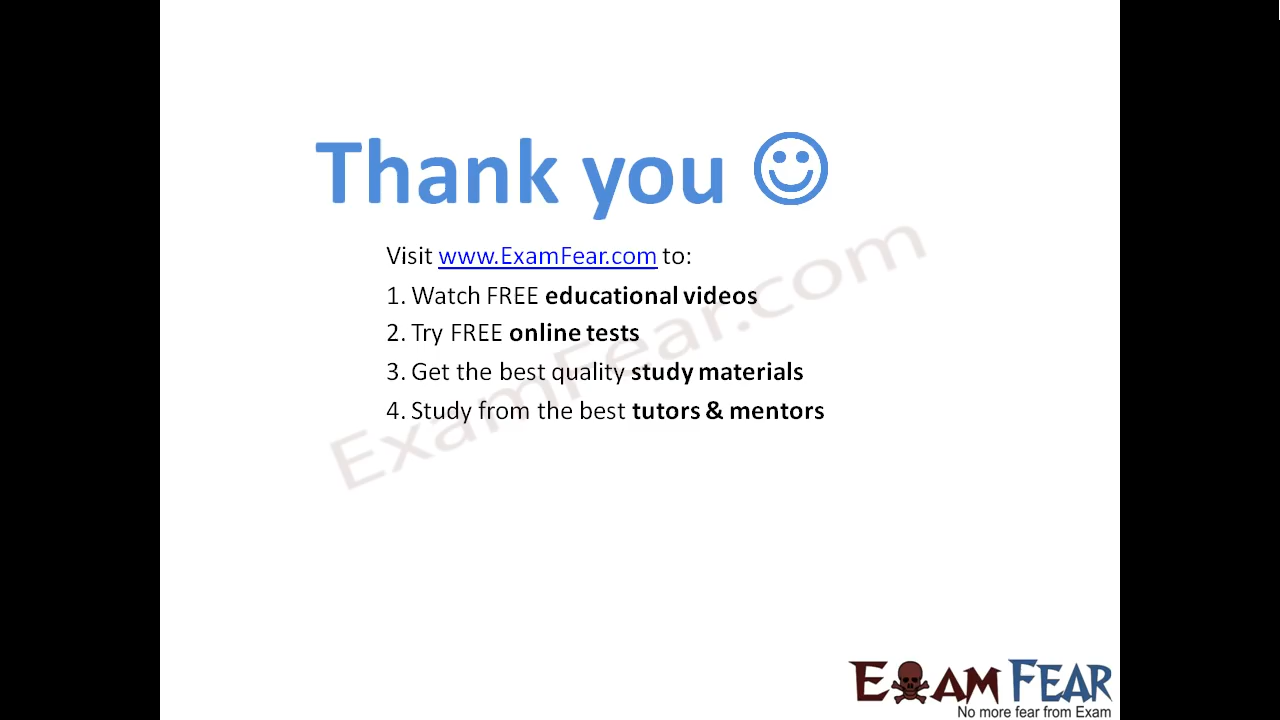 Thank you ☺
Visit www.ExamFear.com to:
1. Watch FREE educational videos
2. Try FREE online tests
3. Get the best quality study materials
4. Study from the best tutors & mentors
ExamFear.com
EXAM FEAR
No more fear from Exam